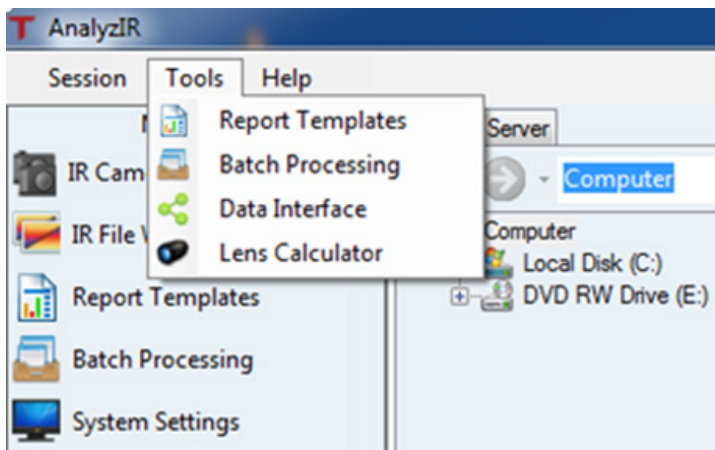 AnalyzIR
Session Tools Help
Report Templates
Batch Processing
Data Interface
Lens Calculator
IR Cam
IR File
Report Templates
Batch Processing
System Settings
Server
Computer
Computer
Local Disk (C:)
DVD RW Drive (E:)